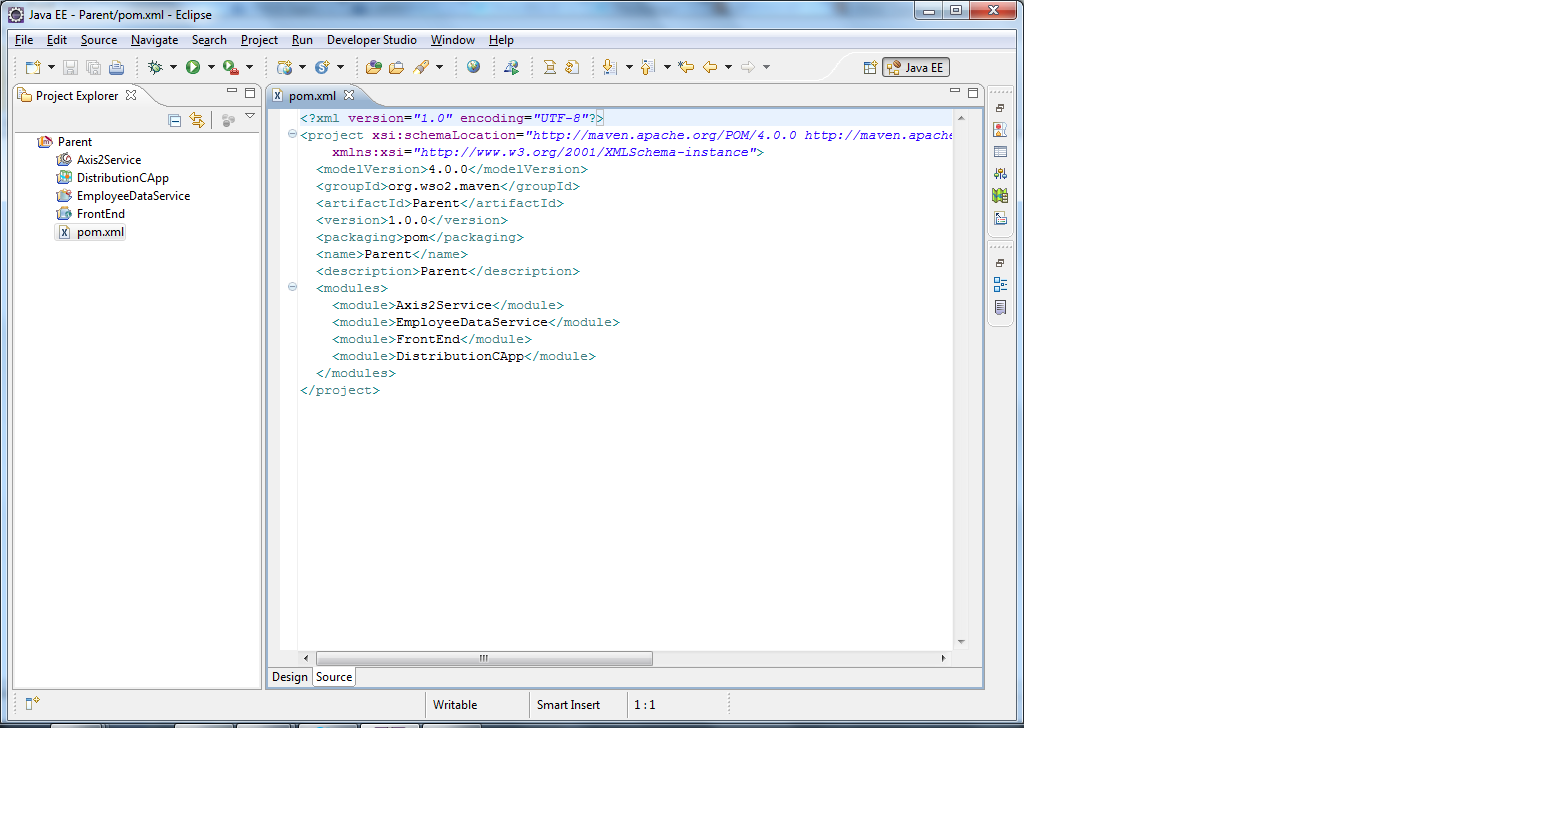 Java EE - Parent/pom.xml - Eclipse
File Edit Source Navigate Search Project Run Developer Studio Window Help
Java EE
Project Explorer
Parent
Axis2Service
DistributionCApp
EmployeeDataService
FrontEnd
pom.xml
pom.xml
<?xml version="1.0" encoding="UTF-8"?>
<project xsi:schemaLocation="http://maven.apache.org/POM/4.0.0 http://maven.apache
xmlns:xsi="http://www.w3.org/2001/XMLSchema-instance">
<modelVersion>4.0.0</modelVersion>
<groupId>org.wso2.maven</groupId>
<artifactId>Parent</artifactId>
<version>1.0.0</version>
<packaging>pom</packaging>
<name>Parent</name>
<description>Parent</description>
<modules>
<module>Axis2Service</module>
<module>EmployeeDataService</module>
<module>FrontEnd</module>
<module>DistributionCApp</module>
</modules>
</project>
Design Source
Writable Smart Insert 1 : 1